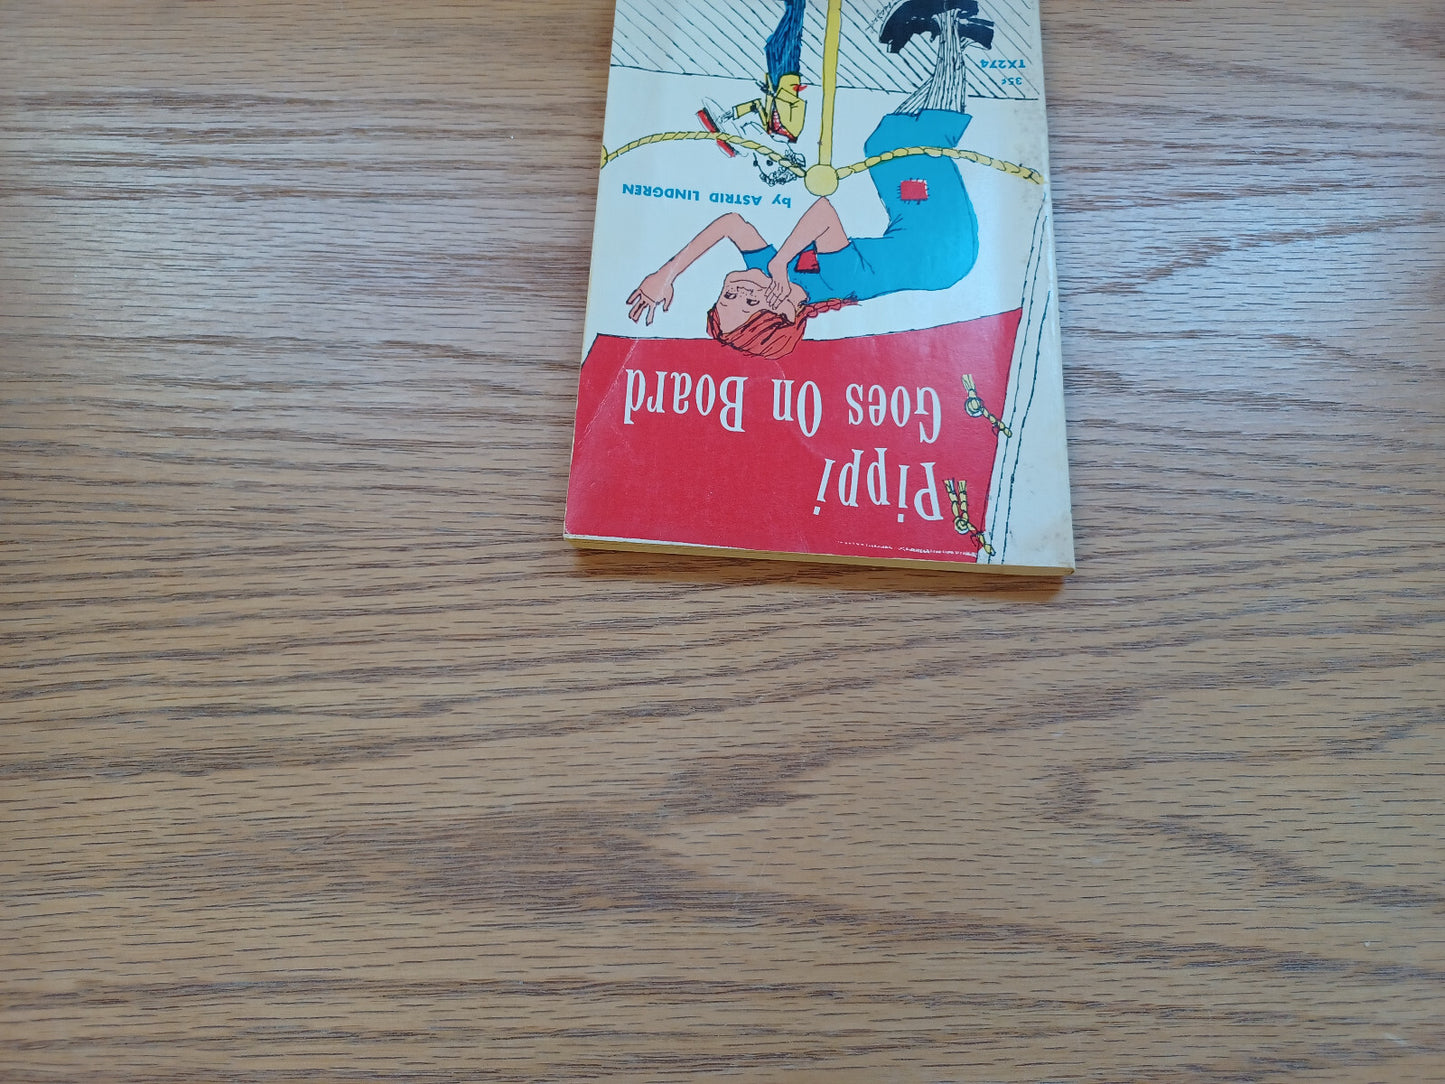 Pippi
Goes On Board
by ASTRID LINDGREN
35¢
TX274